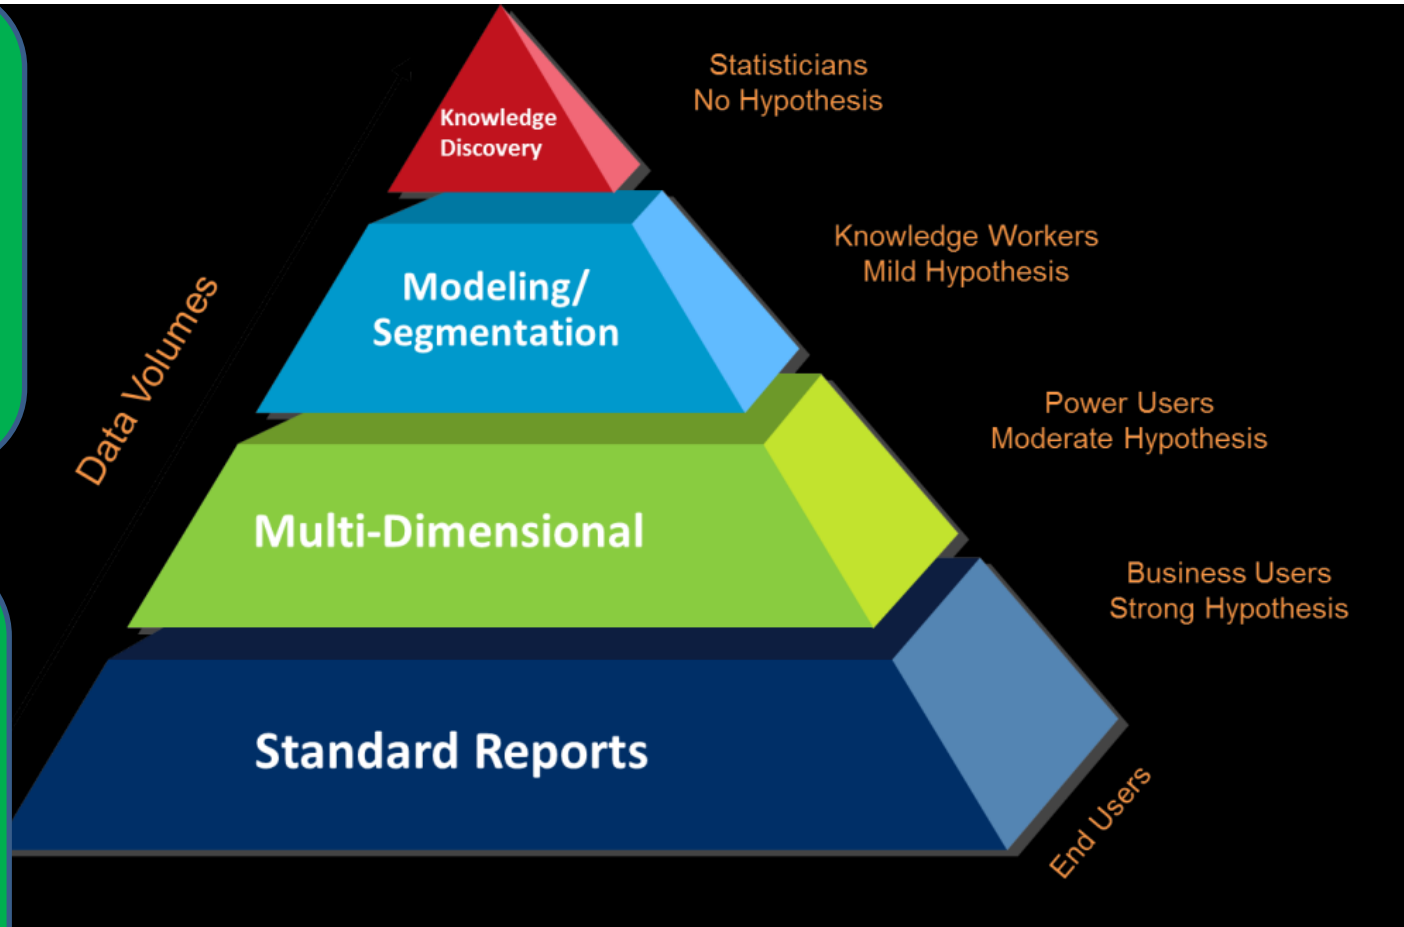 Statisticians
No Hypothesis
Knowledge
Discovery
Knowledge Workers
Mild Hypothesis
Modeling/
Segmentation
Data Volumes
Power Users
Moderate Hypothesis
Multi-Dimensional
Business Users
Strong Hypothesis
Standard Reports
End Users